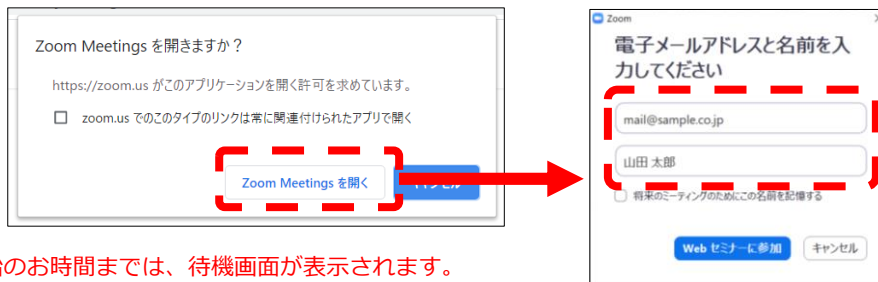 Zoom Meetings を開きますか？
https://zoom.us がこのアプリケーションを開く許可を求めています。
zoom.us でのこのタイプのリンクは常に関連付けられたアプリで開く
Zoom Meetings を開く
Zoom
電子メールアドレスと名前を入
力してください
mail@sample.co.jp
山田 太郎
将来のミーティングのためにこの名前を記憶する
Web セミナーに参加 キャンセル
のお時間までは、待機画面が表示されます。